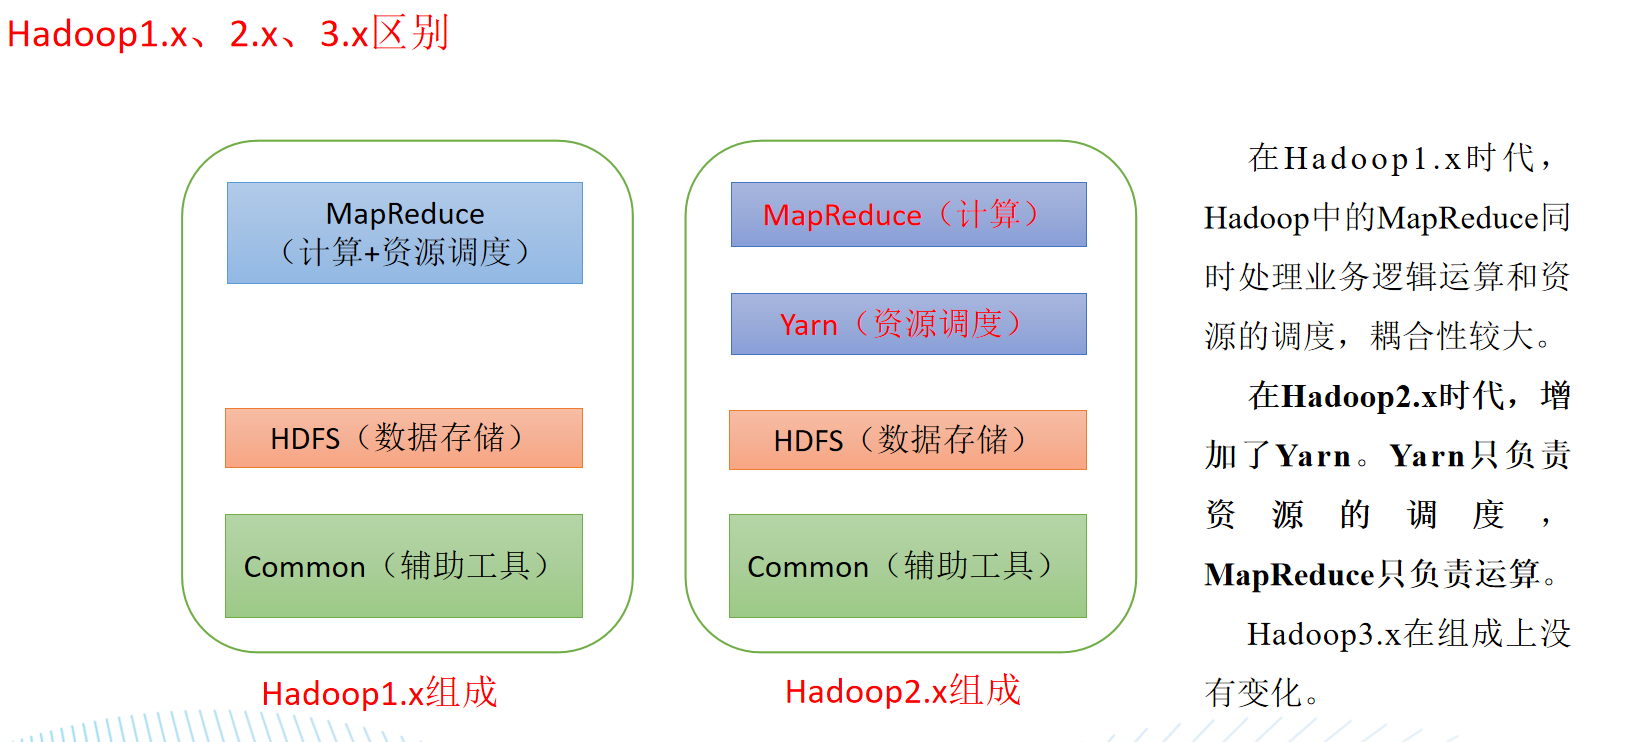 Hadoop1.x、2.x、3.x区别
MapReduce
（计算+资源调度）
HDFS（数据存储）
Common（辅助工具）
Hadoop1.x组成
MapReduce（计算）
Yarn（资源调度）
HDFS（数据存储）
Common（辅助工具）
Hadoop2.x组成
在Hadoop1.x时代，
Hadoop中的MapReduce同
时处理业务逻辑运算和资
源的调度，耦合性较大。
在Hadoop2.x时代，增
加了Yarn。Yarn只负责
资源的调度，
MapReduce只负责运算。
Hadoop3.x在组成上没
有变化。